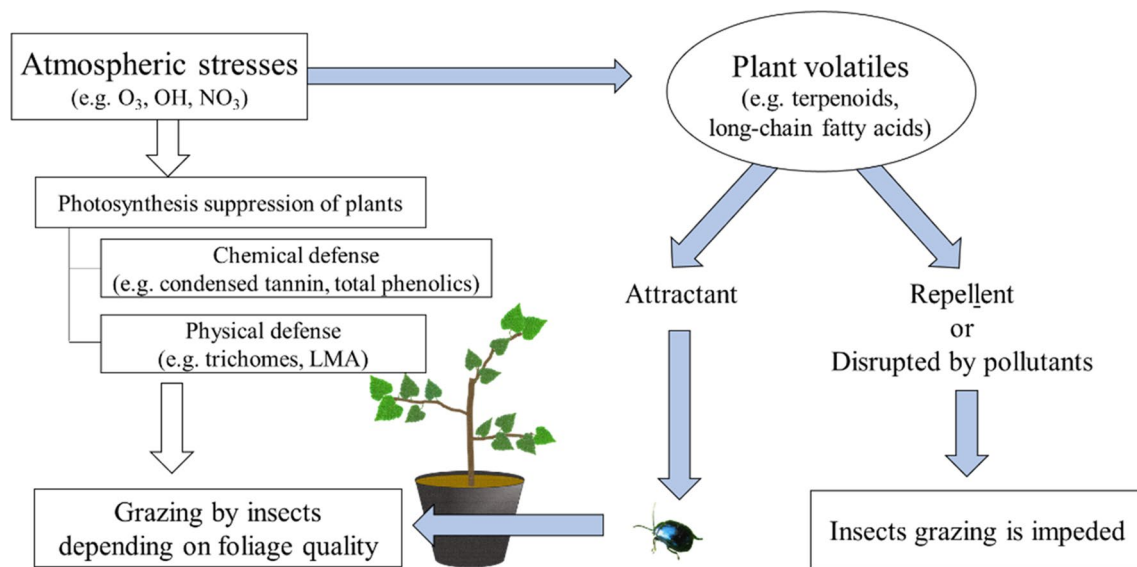 Atmospheric stresses
(e.g. O₃, OH, NO₃)
Plant volatiles
(e.g. terpenoids,
long-chain fatty acids)
Photosynthesis suppression of plants
Chemical defense
(e.g. condensed tannin, total phenolics)
Physical defense
(e.g. trichomes, LMA)
Attractant
Repellent
or
Disrupted by pollutants
Grazing by insects
depending on foliage quality
Insects grazing is impeded